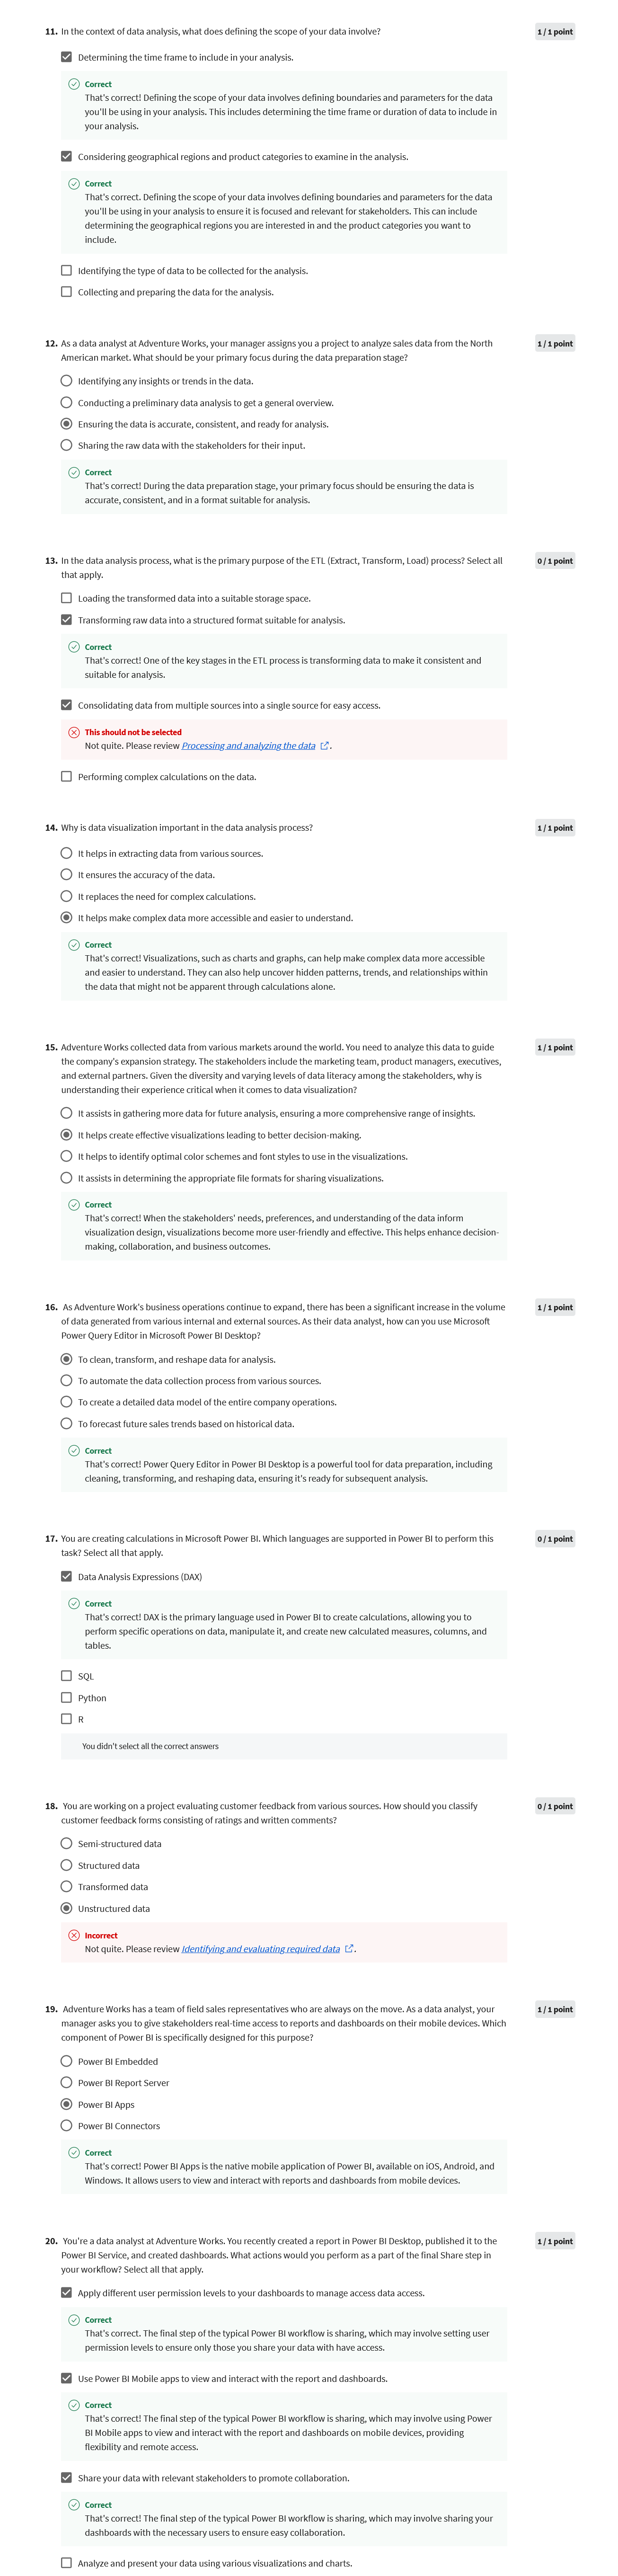 11. In the context of data analysis, what does defining the scope of your data involve?
1 / 1 point
Determining the time frame to include in your analysis.
Correct
That's correct! Defining the scope of your data involves defining boundaries and parameters for the data
you'll be using in your analysis. This includes determining the time frame or duration of data to include in
your analysis.
Considering geographical regions and product categories to examine in the analysis.
Correct
That's correct. Defining the scope of your data involves defining boundaries and parameters for the data
you'll be using in your analysis to ensure it is focused and relevant for stakeholders. This can include
determining the geographical regions you are interested in and the product categories you want to
include.
Identifying the type of data to be collected for the analysis.
Collecting and preparing the data for the analysis.
12. As a data analyst at Adventure Works, your manager assigns you a project to analyze sales data from the North
1 / 1 point
American market. What should be your primary focus during the data preparation stage?
Identifying any insights or trends in the data.
Conducting a preliminary data analysis to get a general overview.
Ensuring the data is accurate, consistent, and ready for analysis.
Sharing the raw data with the stakeholders for their input.
Correct
That's correct! During the data preparation stage, your primary focus should be ensuring the data is
accurate, consistent, and in a format suitable for analysis.
13. In the data analysis process, what is the primary purpose of the ETL (Extract, Transform, Load) process? Select all
0 / 1 point
that apply.
Loading the transformed data into a suitable storage space.
Transforming raw data into a structured format suitable for analysis.
Correct
That's correct! One of the key stages in the ETL process is transforming data to make it consistent and
suitable for analysis.
Consolidating data from multiple sources into a single source for easy access.
This should not be selected
Not quite. Please review Processing and analyzing the data .
Performing complex calculations on the data.
14. Why is data visualization important in the data analysis process?
1 / 1 point
It helps in extracting data from various sources.
It ensures the accuracy of the data.
It replaces the need for complex calculations.
It helps make complex data more accessible and easier to understand.
Correct
That's correct! Visualizations, such as charts and graphs, can help make complex data more accessible
and easier to understand. They can also help uncover hidden patterns, trends, and relationships within
the data that might not be apparent through calculations alone.
15. Adventure Works collected data from various markets around the world. You need to analyze this data to guide
1 / 1 point
the company's expansion strategy. The stakeholders include the marketing team, product managers, executives,
and external partners. Given the diversity and varying levels of data literacy among the stakeholders, why is
understanding their experience critical when it comes to data visualization?
It assists in gathering more data for future analysis, ensuring a more comprehensive range of insights.
It helps create effective visualizations leading to better decision-making.
It helps to identify optimal color schemes and font styles to use in the visualizations.
It assists in determining the appropriate file formats for sharing visualizations.
Correct
That's correct! When the stakeholders' needs, preferences, and understanding of the data inform
visualization design, visualizations become more user-friendly and effective. This helps enhance decision-
making, collaboration, and business outcomes.
16. As Adventure Work's business operations continue to expand, there has been a significant increase in the volume
1 / 1 point
of data generated from various internal and external sources. As their data analyst, how can you use Microsoft
Power Query Editor in Microsoft Power BI Desktop?
To clean, transform, and reshape data for analysis.
To automate the data collection process from various sources.
To create a detailed data model of the entire company operations.
To forecast future sales trends based on historical data.
Correct
That's correct! Power Query Editor in Power BI Desktop is a powerful tool for data preparation, including
cleaning, transforming, and reshaping data, ensuring it's ready for subsequent analysis.
17. You are creating calculations in Microsoft Power BI. Which languages are supported in Power BI to perform this
0 / 1 point
task? Select all that apply.
Data Analysis Expressions (DAX)
Correct
That's correct! DAX is the primary language used in Power BI to create calculations, allowing you to
perform specific operations on data, manipulate it, and create new calculated measures, columns, and
tables.
SQL
Python
R
You didn't select all the correct answers
18. You are working on a project evaluating customer feedback from various sources. How should you classify
0 / 1 point
customer feedback forms consisting of ratings and written comments?
Semi-structured data
Structured data
Transformed data
Unstructured data
Incorrect
Not quite. Please review Identifying and evaluating required data .
19. Adventure Works has a team of field sales representatives who are always on the move. As a data analyst, your
1 / 1 point
manager asks you to give stakeholders real-time access to reports and dashboards on their mobile devices. Which
component of Power BI is specifically designed for this purpose?
Power BI Embedded
Power BI Report Server
Power BI Apps
Power BI Connectors
Correct
That's correct! Power BI Apps is the native mobile application of Power BI, available on iOS, Android, and
Windows. It allows users to view and interact with reports and dashboards from mobile devices.
20. You're a data analyst at Adventure Works. You recently created a report in Power BI Desktop, published it to the
1 / 1 point
Power BI Service, and created dashboards. What actions would you perform as a part of the final Share step in
your workflow? Select all that apply.
Apply different user permission levels to your dashboards to manage access data access.
Correct
That's correct. The final step of the typical Power BI workflow is sharing, which may involve setting user
permission levels to ensure only those you share your data with have access.
Use Power BI Mobile apps to view and interact with the report and dashboards.
Correct
That's correct! The final step of the typical Power BI workflow is sharing, which may involve using Power
BI Mobile apps to view and interact with the report and dashboards on mobile devices, providing
flexibility and remote access.
Share your data with relevant stakeholders to promote collaboration.
Correct
That's correct! The final step of the typical Power BI workflow is sharing, which may involve sharing your
dashboards with the necessary users to ensure easy collaboration.
Analyze and present your data using various visualizations and charts.